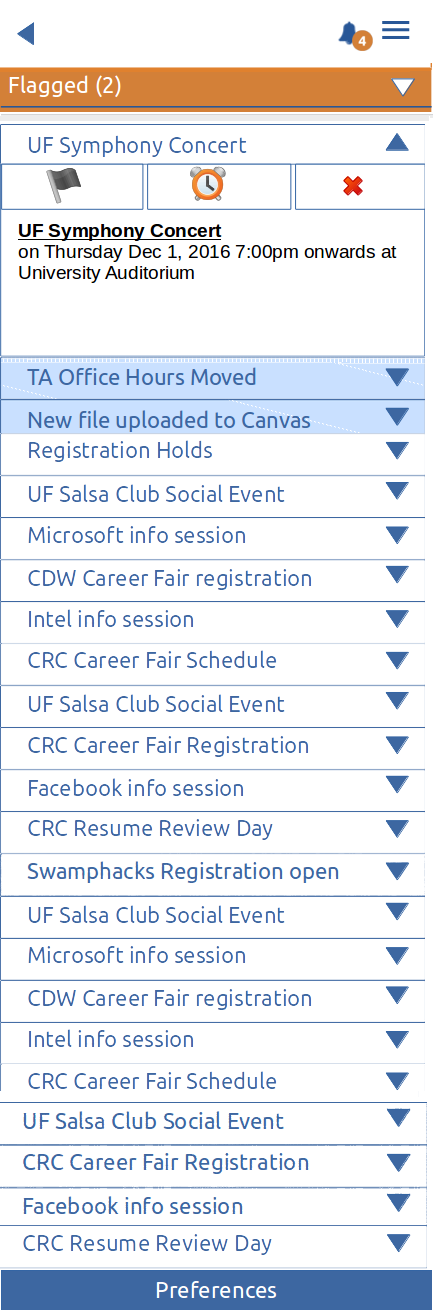 4
Flagged (2)
UF Symphony Concert
UF Symphony Concert
on Thursday Dec 1, 2016 7:00pm onwards at
University Auditorium
TA Office Hours Moved
New file uploaded to Canvas
Registration Holds
UF Salsa Club Social Event
Microsoft info session
CDW Career Fair registration
Intel info session
CRC Career Fair Schedule
UF Salsa Club Social Event
CRC Career Fair Registration
Facebook info session
CRC Resume Review Day
Swamphacks Registration open
UF Salsa Club Social Event
Microsoft info session
CDW Career Fair registration
Intel info session
CRC Career Fair Schedule
UF Salsa Club Social Event
CRC Career Fair Registration
Facebook info session
CRC Resume Review Day
Preferences